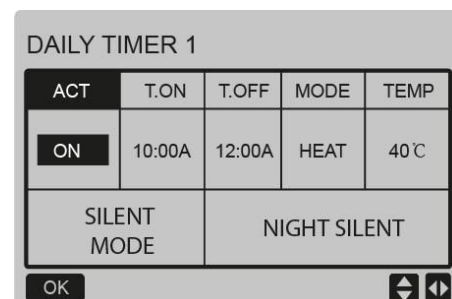 DAILY TIMER 1
ACT T.ON T.OFF MODE TEMP
ON 10:00A 12:00A HEAT 40℃
SILENT MODE NIGHT SILENT
OK